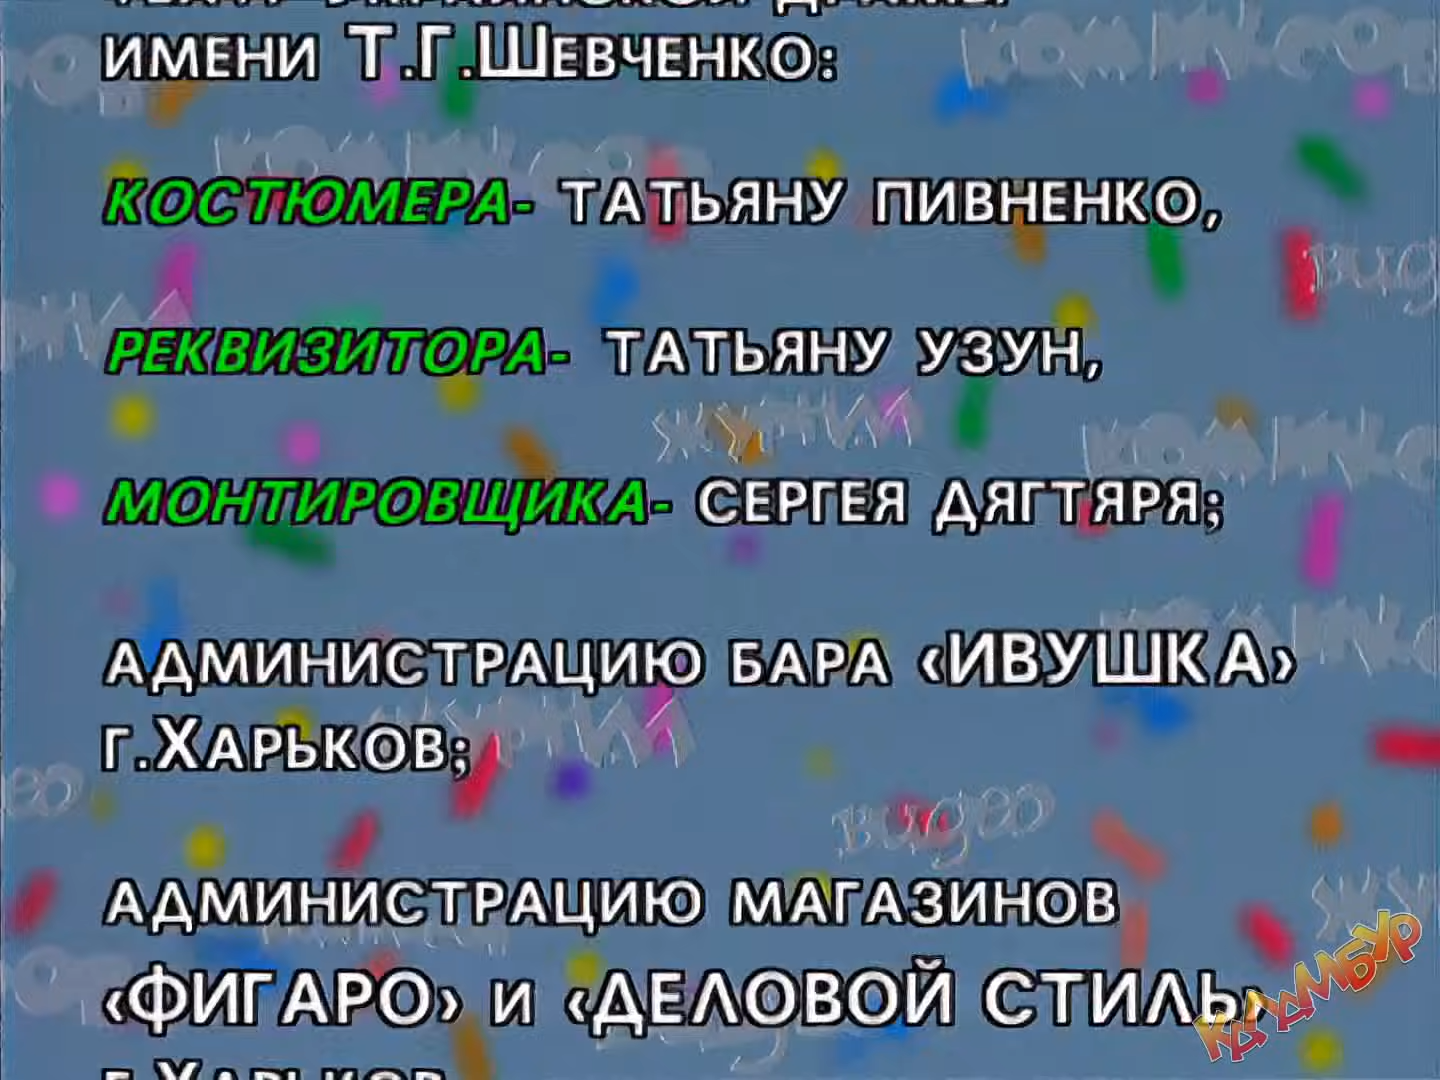 ИМЕНИ Т.Г.ШЕВЧЕНКО:
КОСТЮМЕРА- ТАТЬЯНУ ПИВНЕНКО,
РЕКВИЗИТОРА- ТАТЬЯНУ УЗУН,
МОНТИРОВЩИКА- СЕРГЕЯ ДЯГТЯРЯ;
АДМИНИСТРАЦИЮ БАРА «ИВУШКА»
Г.ХАРЬКОВ;
АДМИНИСТРАЦИЮ МАГАЗИНОВ
«ФИГАРО» И «ДЕЛОВОЙ СТИЛЬ»
КАЛАМБУР